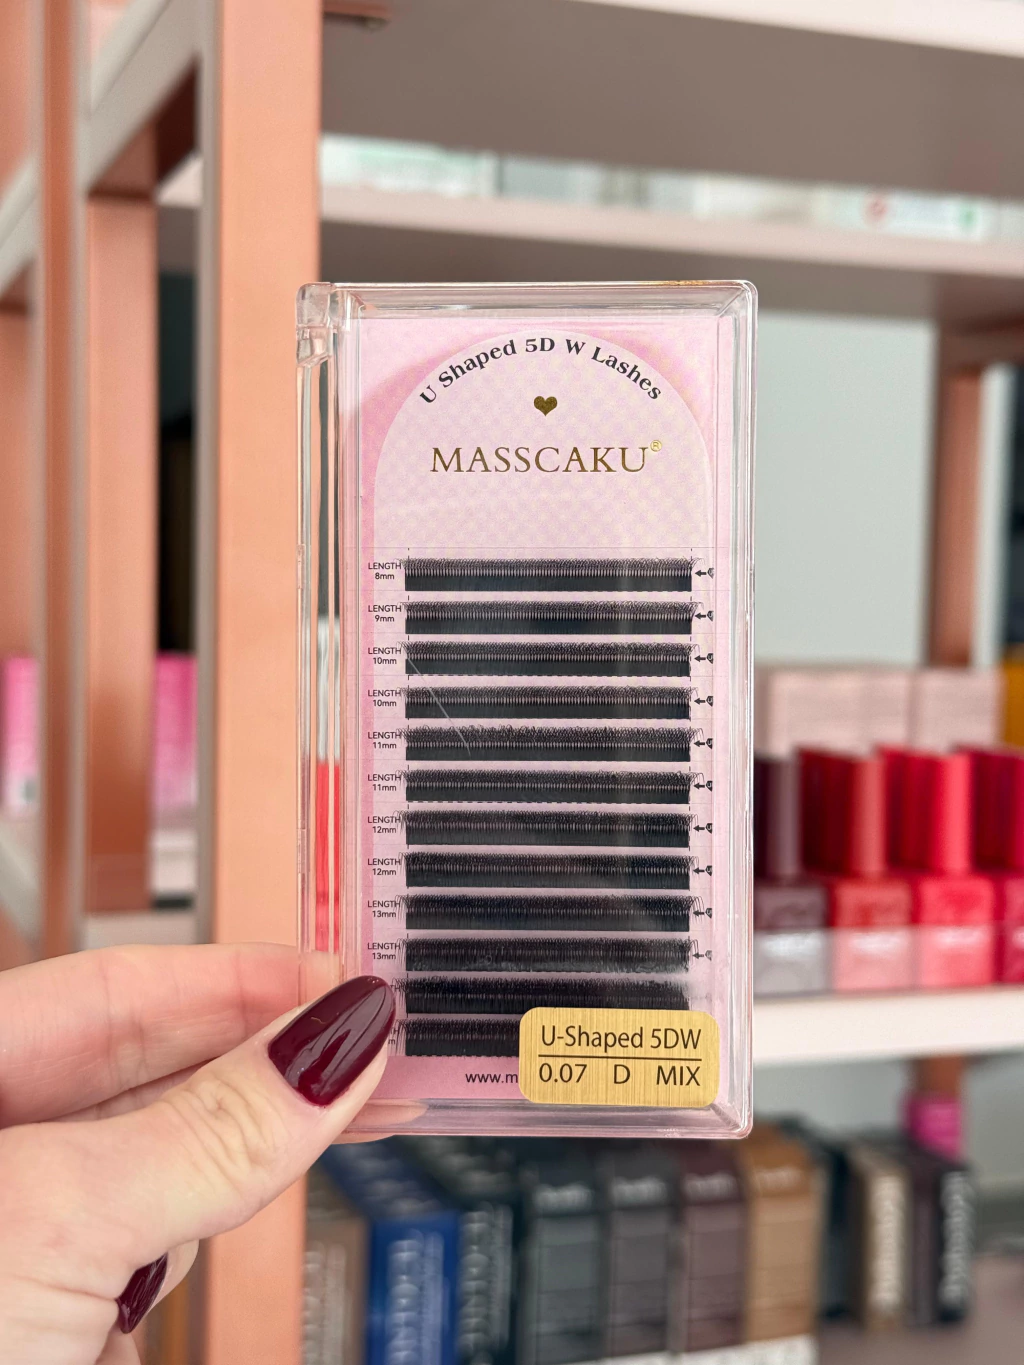 U Shaped 5D W Lashes
MASSCAKU®
LENGTH
8mm
LENGTH
9mm
LENGTH
10mm
LENGTH
10mm
LENGTH
11mm
LENGTH
11mm
LENGTH
12mm
LENGTH
12mm
LENGTH
13mm
LENGTH
13mm
U-Shaped 5DW
0.07 D MIX
www.m